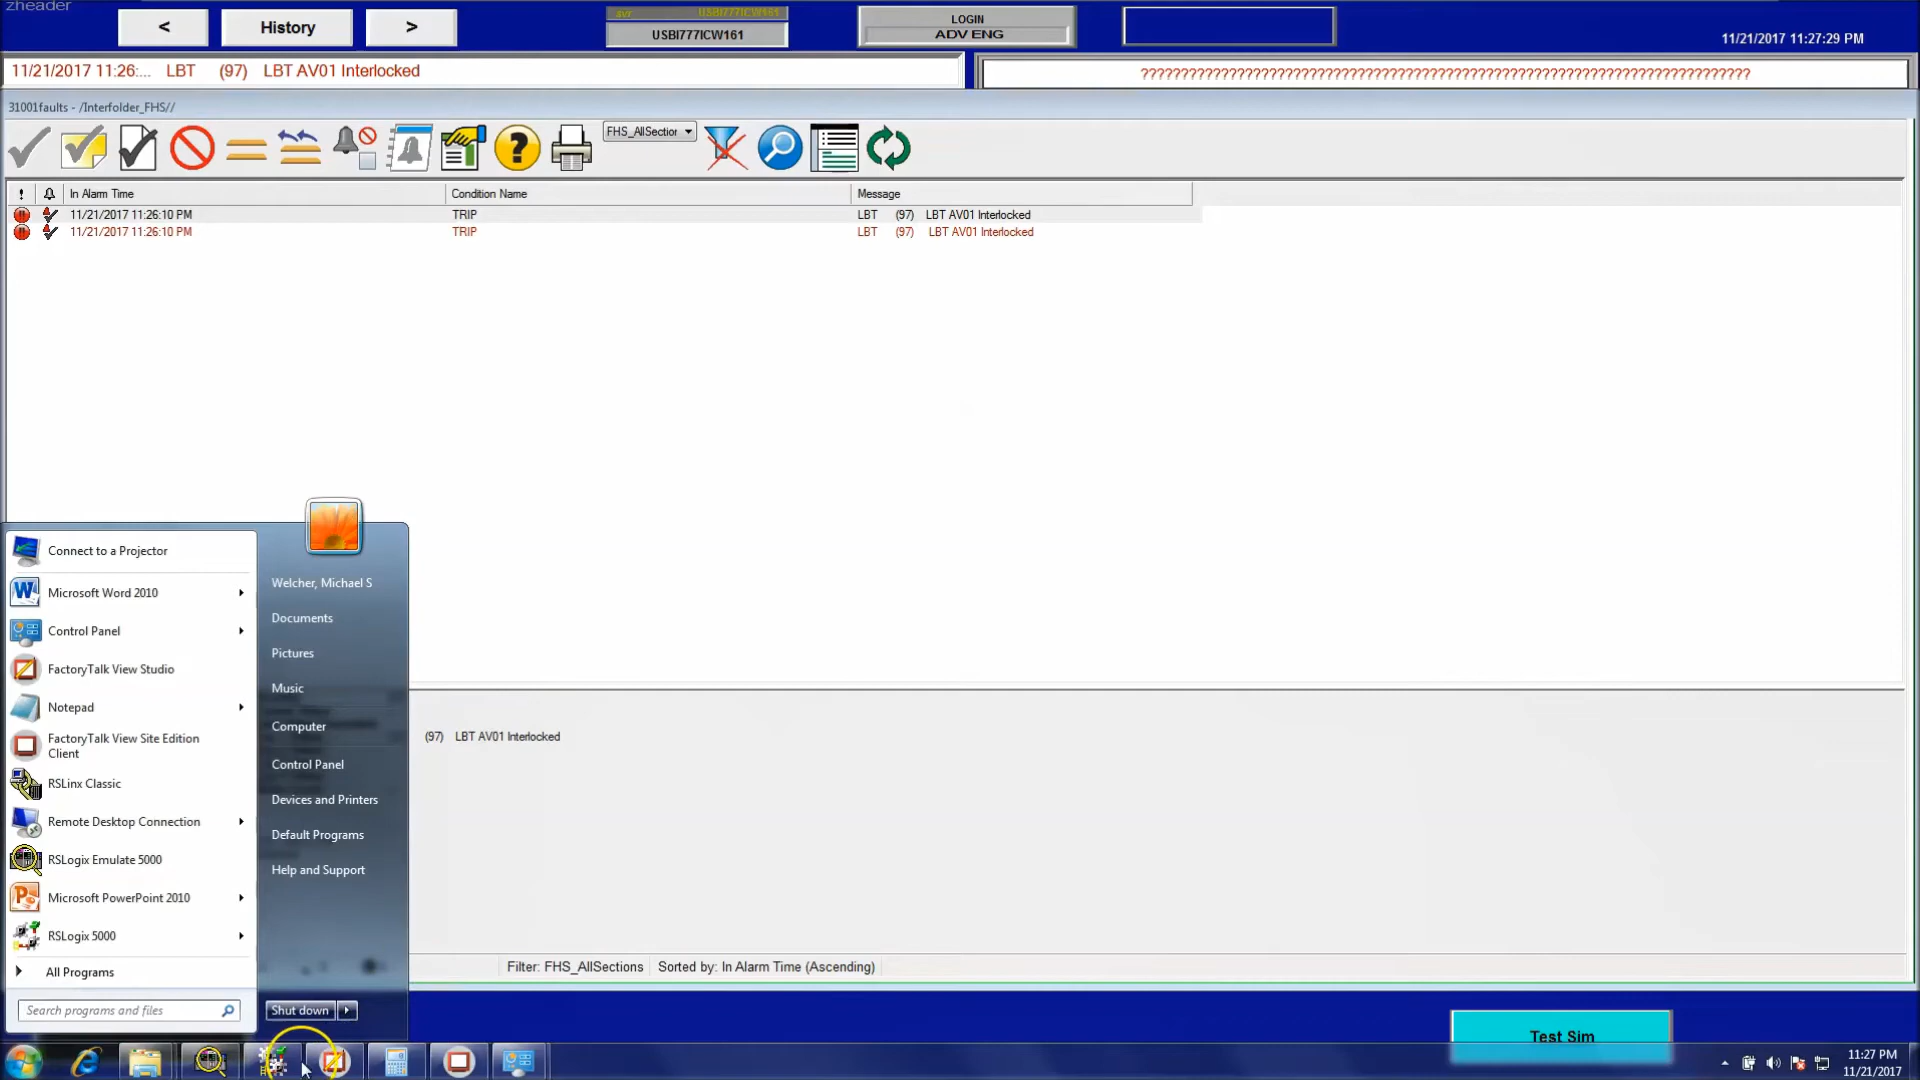 zheader
<
History
>
svr USBI777ICW161
USBI777ICW161
LOGIN
ADV ENG
11/21/2017 11:27:29 PM
11/21/2017 11:26:... LBT (97) LBT AV01 Interlocked
????????????????????????????????????????????????????????????????????????????
31001faults - /Interfolder_FHS//
FHS_AllSection
! In Alarm Time Condition Name Message
11/21/2017 11:26:10 PM TRIP LBT (97) LBT AV01 Interlocked
11/21/2017 11:26:10 PM TRIP LBT (97) LBT AV01 Interlocked
Connect to a Projector
Microsoft Word 2010
Control Panel
FactoryTalk View Studio
Notepad
FactoryTalk View Site Edition
Client
RSLinx Classic
Remote Desktop Connection
RSLogix Emulate 5000
Microsoft PowerPoint 2010
RSLogix 5000
All Programs
Search programs and files
Welcher, Michael S
Documents
Pictures
Music
Computer
Control Panel
Devices and Printers
Default Programs
Help and Support
Shut down
(97) LBT AV01 Interlocked
Filter: FHS_AllSections Sorted by: In Alarm Time (Ascending)
Test Sim
11:27 PM
11/21/2017